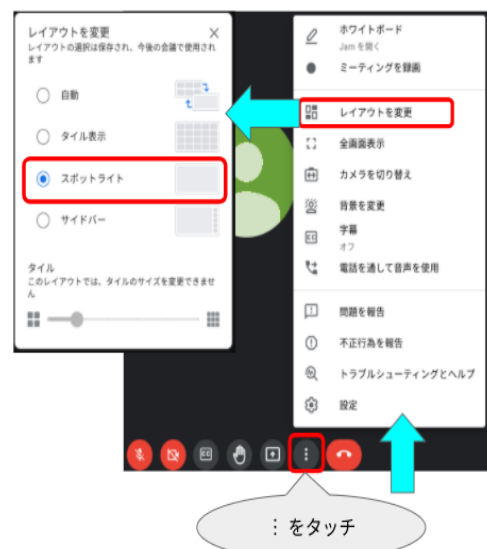 レイアウトを変更
レイアウトの選択は保存され、今後の会議で使用され
ます
自動
タイル表示
スポットライト
サイドバー
タイル
このレイアウトでは、タイルのサイズを変更できませ
ん
ホワイトボード
Jam を開く
ミーティングを録画
レイアウトを変更
全画面表示
カメラを切り替え
背景を変更
字幕
オフ
電話を通して音声を使用
問題を報告
不正行為を報告
トラブルシューティングとヘルプ
設定
︙をタッチ